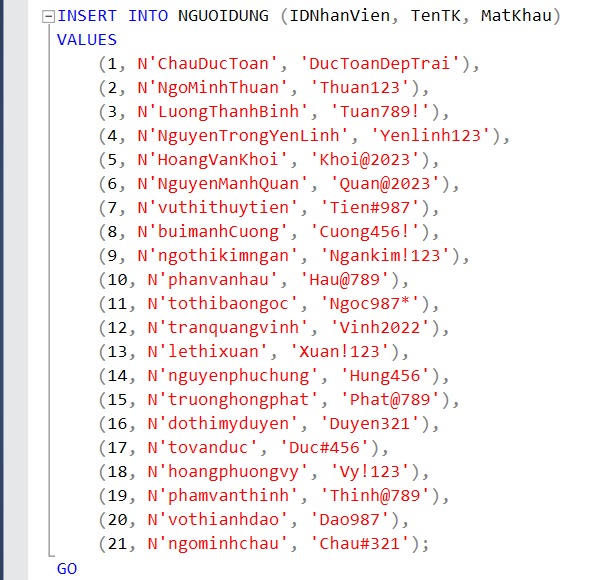 INSERT INTO NGUOIDUNG (IDNhanVien, TenTK, MatKhau)
VALUES
(1, N'ChauDucToan', 'DucToanDepTrai'),
(2, N'NgoMinhThuan', 'Thuan123'),
(3, N'LuongThanhBinh', 'Tuan789!'),
(4, N'NguyenTrongYenLinh', 'Yenlinh123'),
(5, N'HoangVanKhoi', 'Khoi@2023'),
(6, N'NguyenManhQuan', 'Quan@2023'),
(7, N'vuthithuytien', 'Tien#987'),
(8, N'buimanhCuong', 'Cuong456!'),
(9, N'ngothikimngan', 'Ngankim!123'),
(10, N'phanvanhau', 'Hau@789'),
(11, N'tothibaongoc', 'Ngoc987*'),
(12, N'tranquangvinh', 'Vinh2022'),
(13, N'lethixuan', 'Xuan!123'),
(14, N'nguyenphuchung', 'Hung456'),
(15, N'truonghongphat', 'Phat@789'),
(16, N'dothimyduyen', 'Duyen321'),
(17, N'tovanduc', 'Duc#456'),
(18, N'hoangphuongvy', 'Vy!123'),
(19, N'phamvanthinh', 'Thinh@789'),
(20, N'vothianhdao', 'Dao987'),
(21, N'ngominhchau', 'Chau#321');
GO